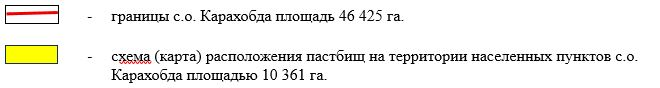 - границы с.о. Карахобда площадь 46 425 га.
- схема (карта) расположения пастбищ на территории населенных пунктов с.о.
Карахобда площадью 10 361 га.